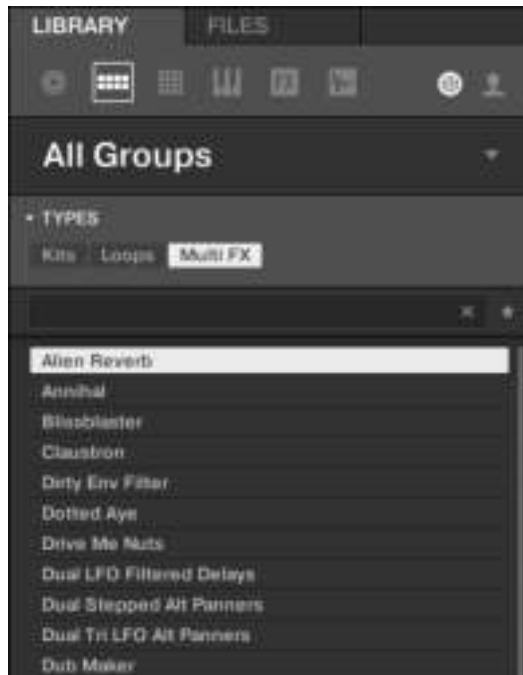 LIBRARY FILES
FX
All Groups
TYPES
Kits Loops Multi FX
Alien Reverb
Annihal
Blissblaster
Claustron
Dirty Env Filter
Dotted Aye
Drive Me Nuts
Dual LFO Filtered Delays
Dual Stepped Alt Panners
Dual Tri LFO Alt Panners
Dub Maker